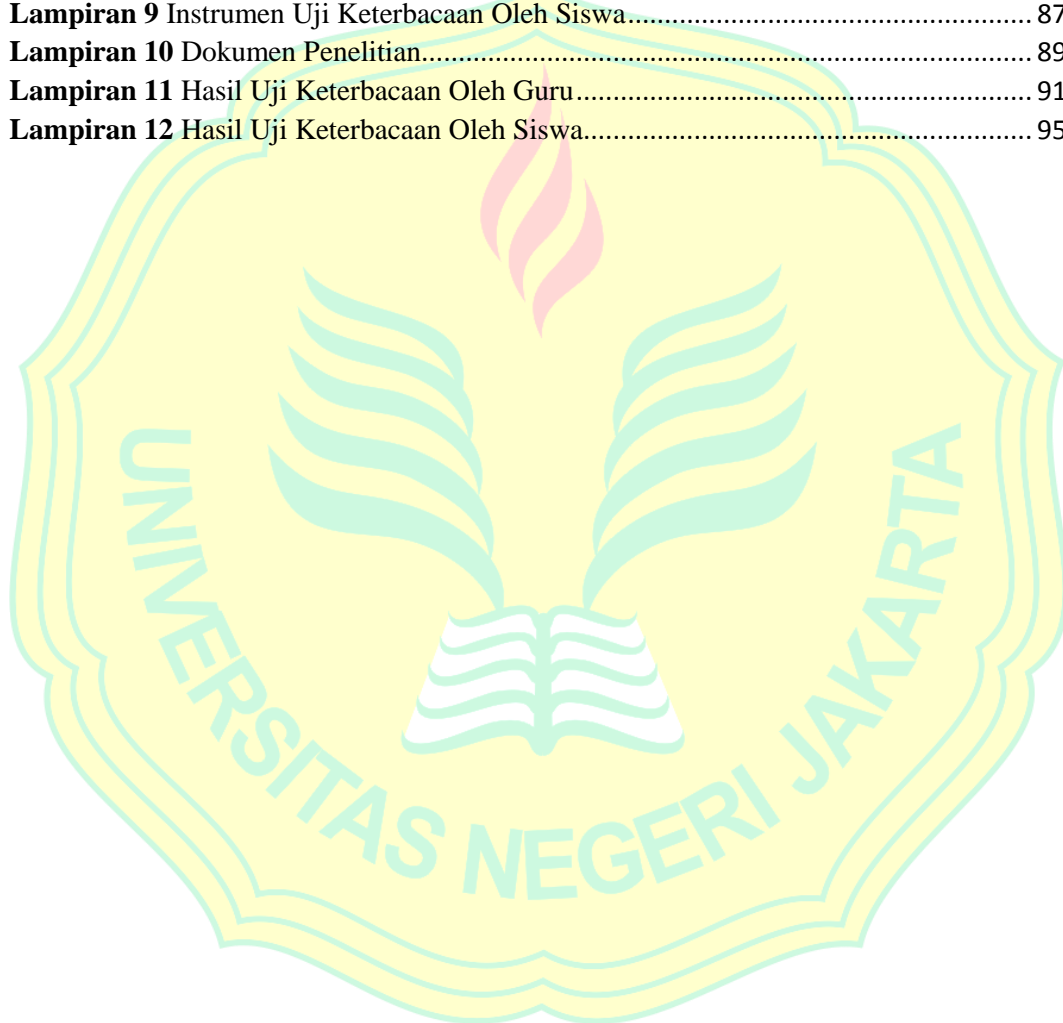 Lampiran 9 Instrumen Uji Keterbacaan Oleh Siswa........................................................ 87
Lampiran 10 Dokumen Penelitian.................................................................................... 89
Lampiran 11 Hasil Uji Keterbacaan Oleh Guru............................................................... 91
Lampiran 12 Hasil Uji Keterbacaan Oleh Siswa.............................................................. 95
UNIVERSITAS NEGERI JAKARTA